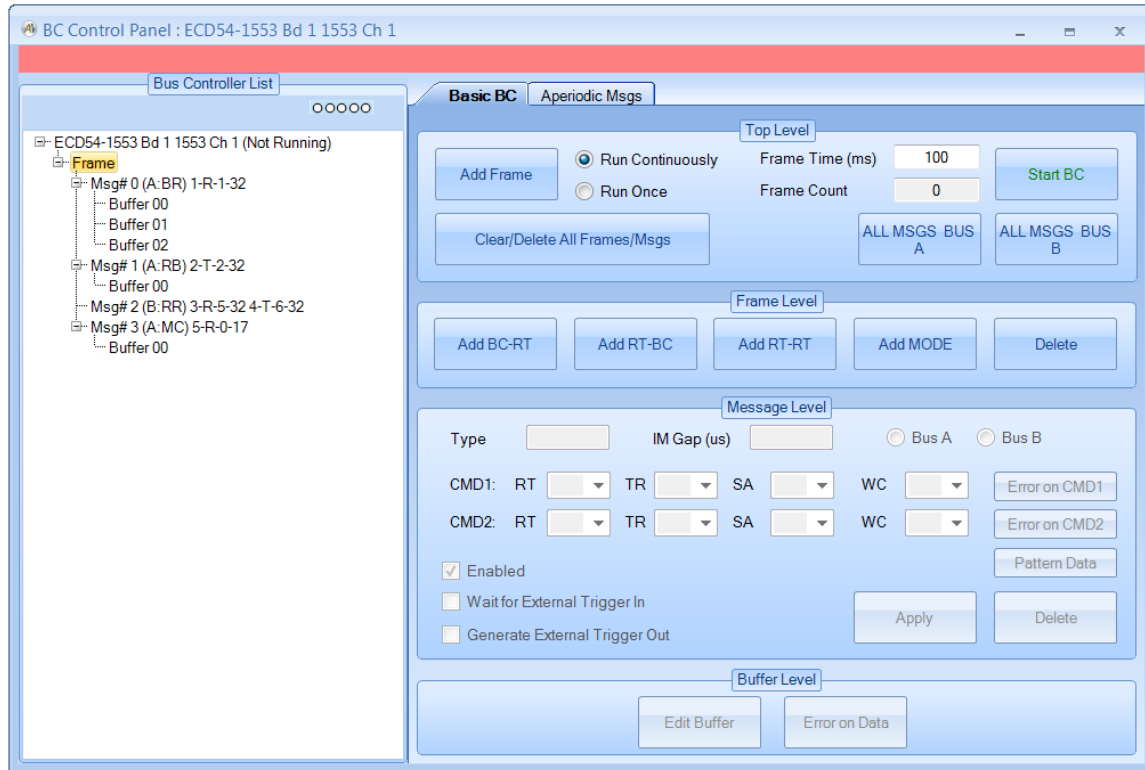 BC Control Panel : ECD54-1553 Bd 1 1553 Ch 1
Bus Controller List
ECD54-1553 Bd 1 1553 Ch 1 (Not Running)
Frame
Msg# 0 (A:BR) 1-R-1-32
Buffer 00
Buffer 01
Buffer 02
Msg# 1 (A:RB) 2-T-2-32
Buffer 00
Msg# 2 (B:RR) 3-R-5-32 4-T-6-32
Msg# 3 (A:MC) 5-R-0-17
Buffer 00
Basic BC Aperiodic Msgs
Top Level
Add Frame
Run Continuously
Run Once
Frame Time (ms) 100
Frame Count 0
Start BC
Clear/Delete All Frames/Msgs
ALL MSGS BUS
A
ALL MSGS BUS
B
Frame Level
Add BC-RT Add RT-BC Add RT-RT Add MODE Delete
Message Level
Type IM Gap (us) Bus A Bus B
CMD1: RT TR SA WC Error on CMD1
CMD2: RT TR SA WC Error on CMD2
Pattern Data
Enabled
Wait for External Trigger In
Generate External Trigger Out
Apply Delete
Buffer Level
Edit Buffer Error on Data